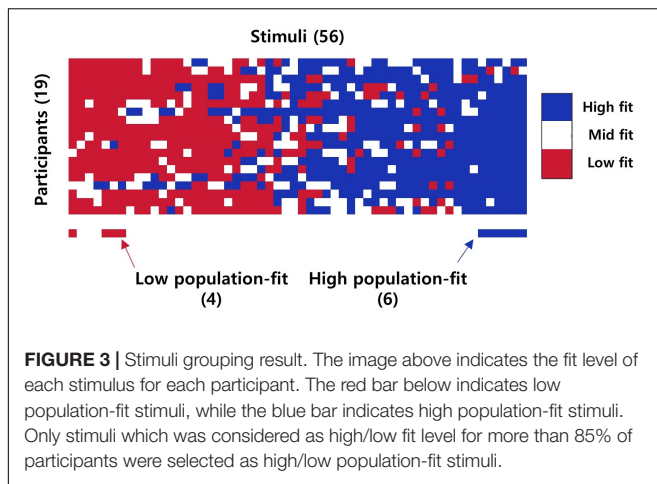 Stimuli (56)
Participants (19)
High fit
Mid fit
Low fit
Low population-fit
(4)
High population-fit
(6)
FIGURE 3 | Stimuli grouping result. The image above indicates the fit level of
each stimulus for each participant. The red bar below indicates low
population-fit stimuli, while the blue bar indicates high population-fit stimuli.
Only stimuli which was considered as high/low fit level for more than 85% of
participants were selected as high/low population-fit stimuli.